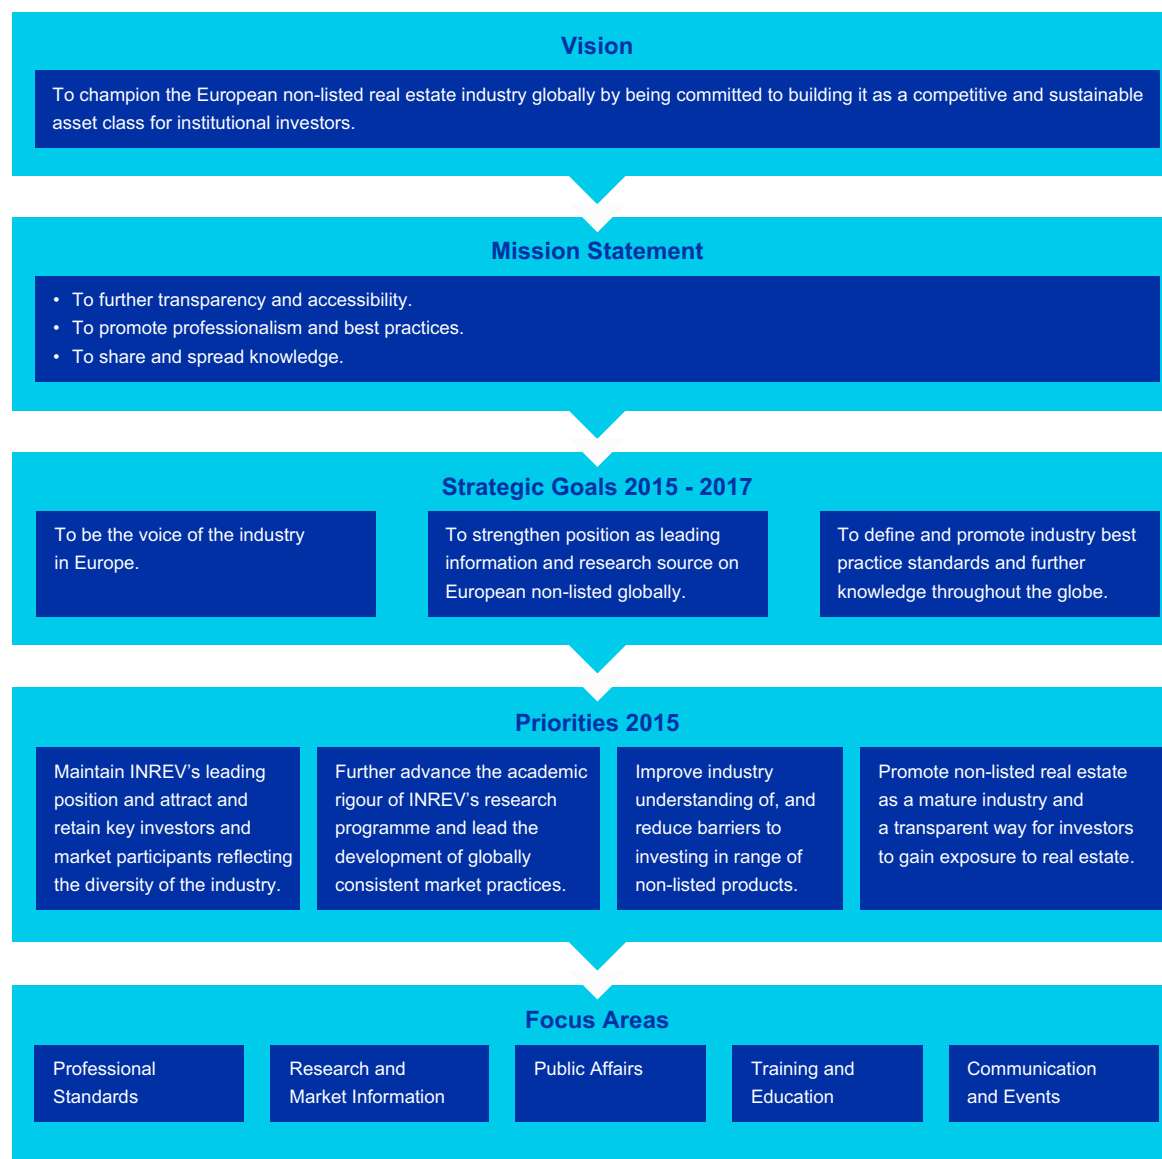 Vision
To champion the European non-listed real estate industry globally by being committed to building it as a competitive and sustainable
asset class for institutional investors.
Mission Statement
• To further transparency and accessibility.
• To promote professionalism and best practices.
• To share and spread knowledge.
Strategic Goals 2015 - 2017
To be the voice of the industry
in Europe.
To strengthen position as leading
information and research source on
European non-listed globally.
To define and promote industry best
practice standards and further
knowledge throughout the globe.
Priorities 2015
Maintain INREV’s leading
position and attract and
retain key investors and
market participants reflecting
the diversity of the industry.
Further advance the academic
rigour of INREV’s research
programme and lead the
development of globally
consistent market practices.
Improve industry
understanding of, and
reduce barriers to
investing in range of
non-listed products.
Promote non-listed real estate
as a mature industry and
a transparent way for investors
to gain exposure to real estate.
Focus Areas
Professional
Standards
Research and
Market Information
Public Affairs
Training and
Education
Communication
and Events